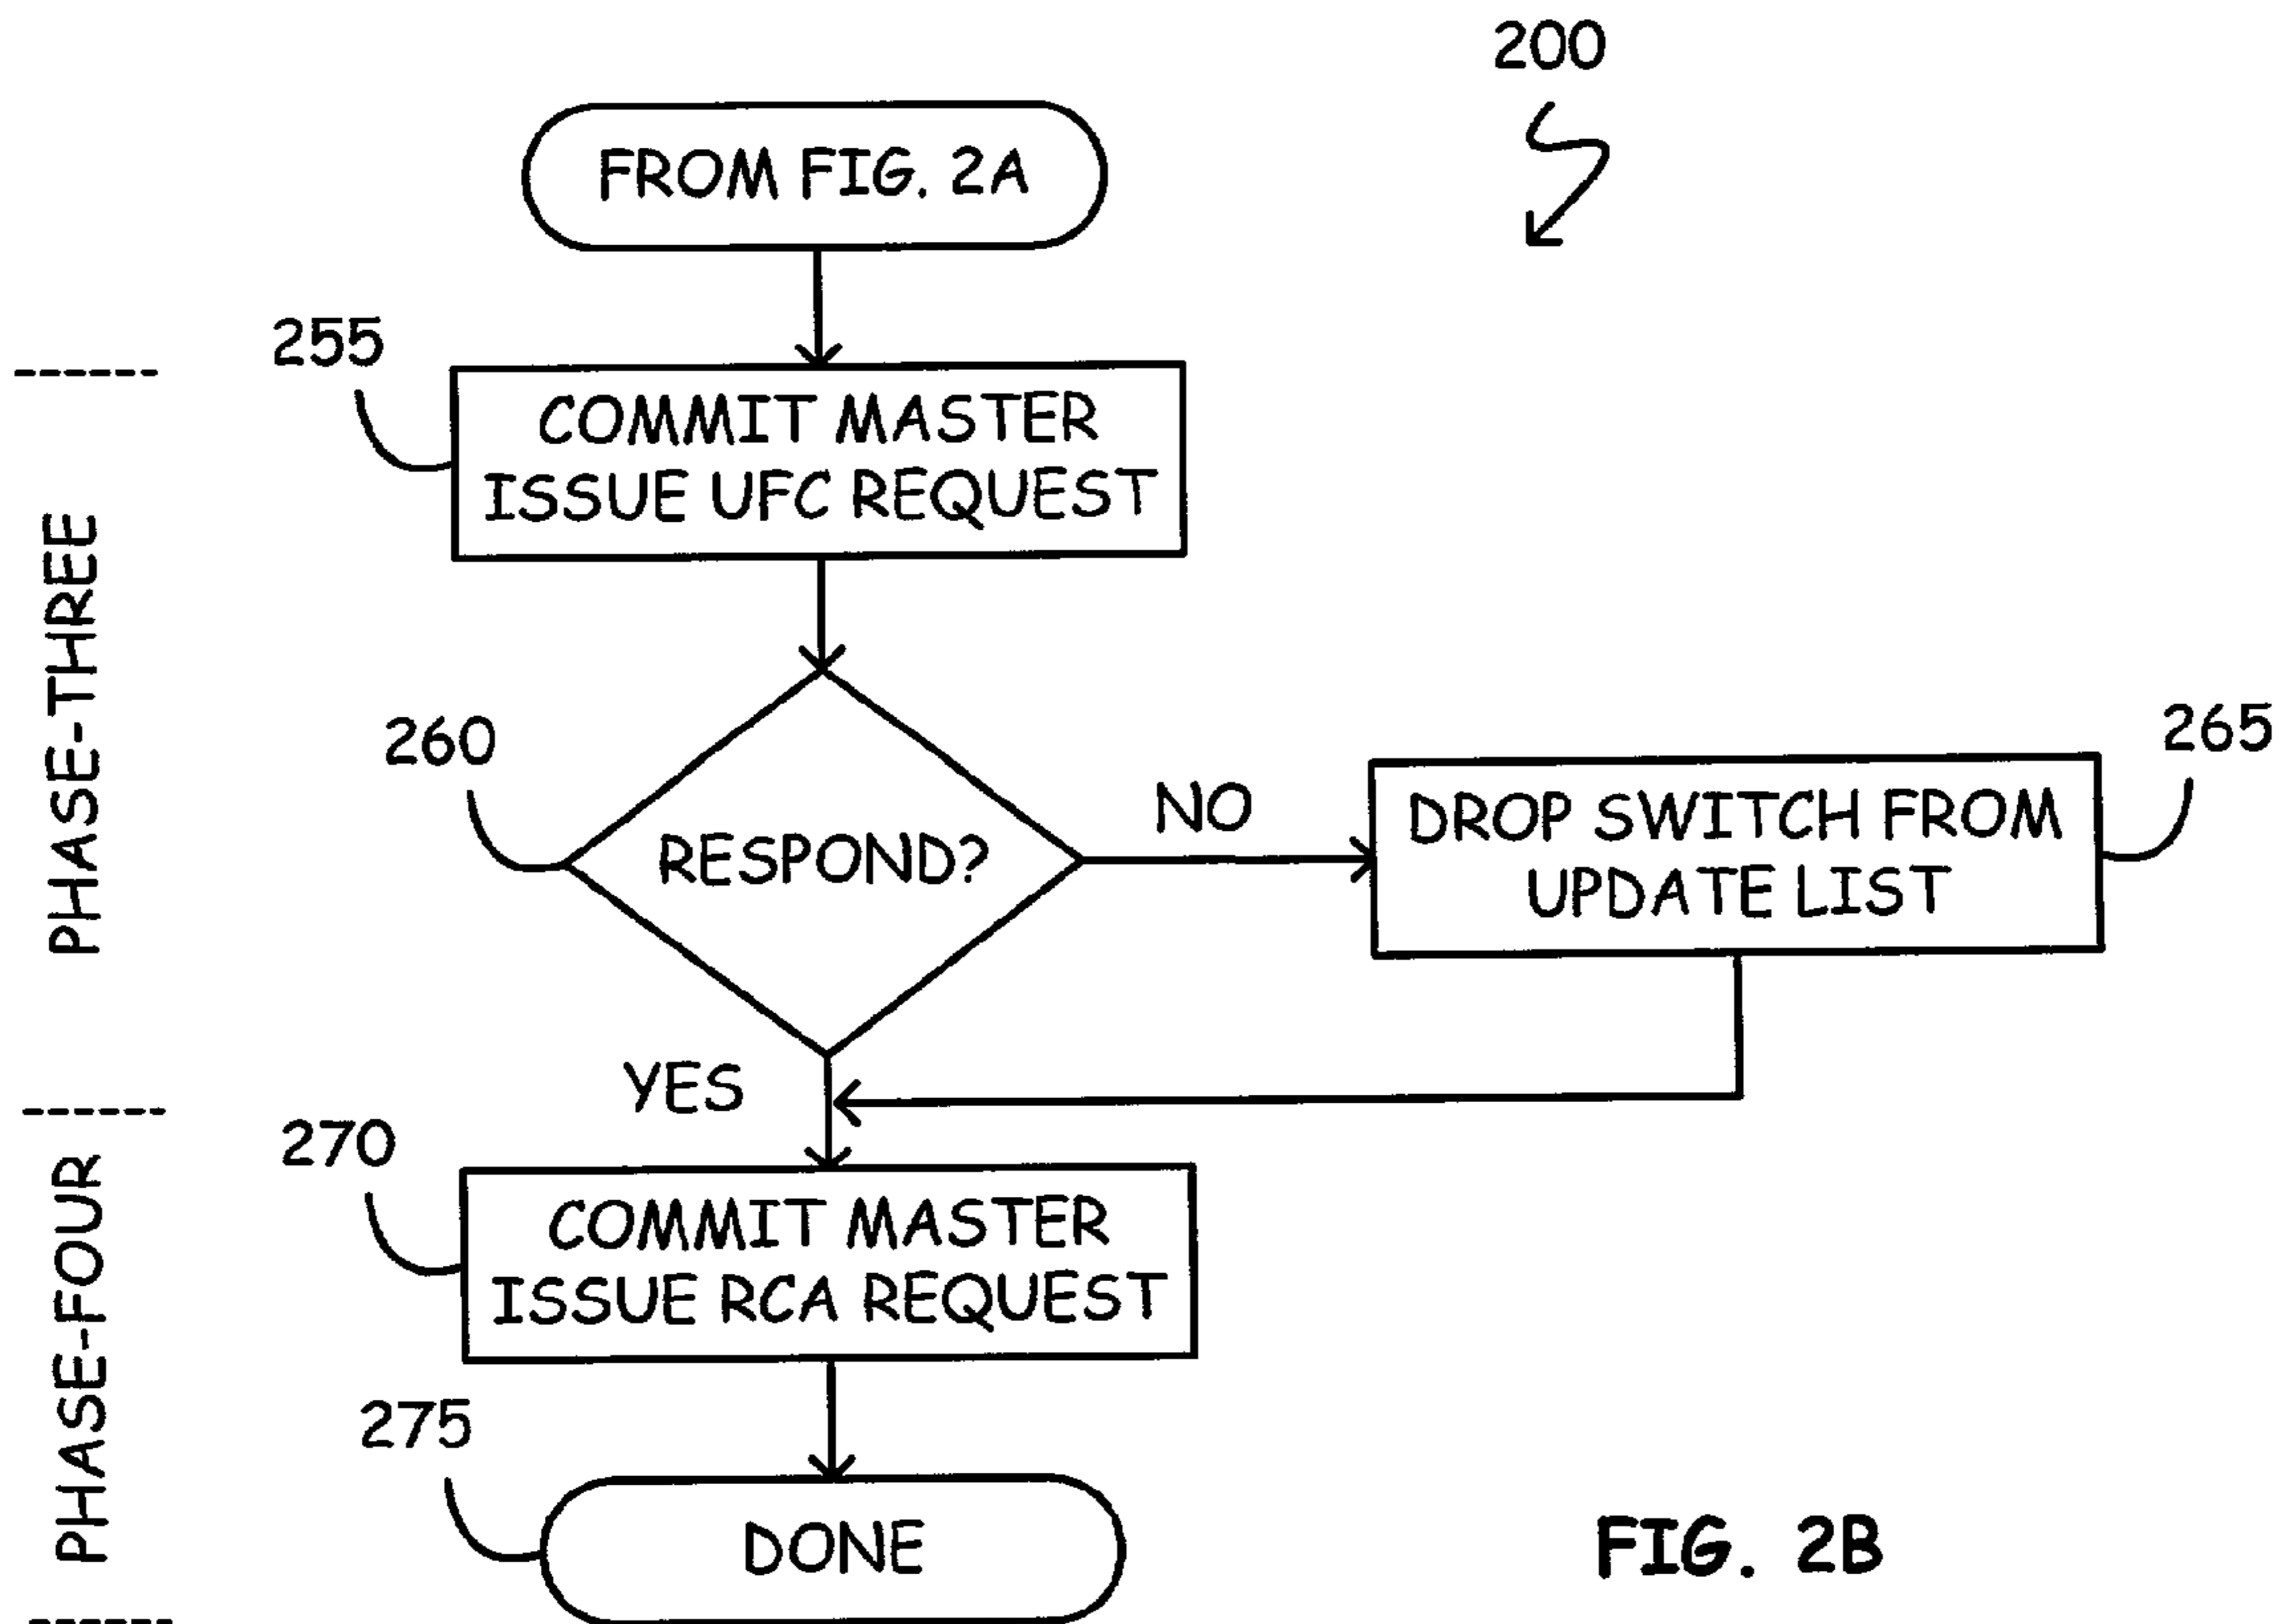 200
FROM FIG. 2A
255
COMMIT MASTER
ISSUE UFC REQUEST
PHASE-THREE
260
RESPOND?
NO
265
DROP SWITCH FROM
UPDATE LIST
YES
270
COMMIT MASTER
ISSUE RCA REQUEST
PHASE-FOUR
275
DONE
FIG. 2B